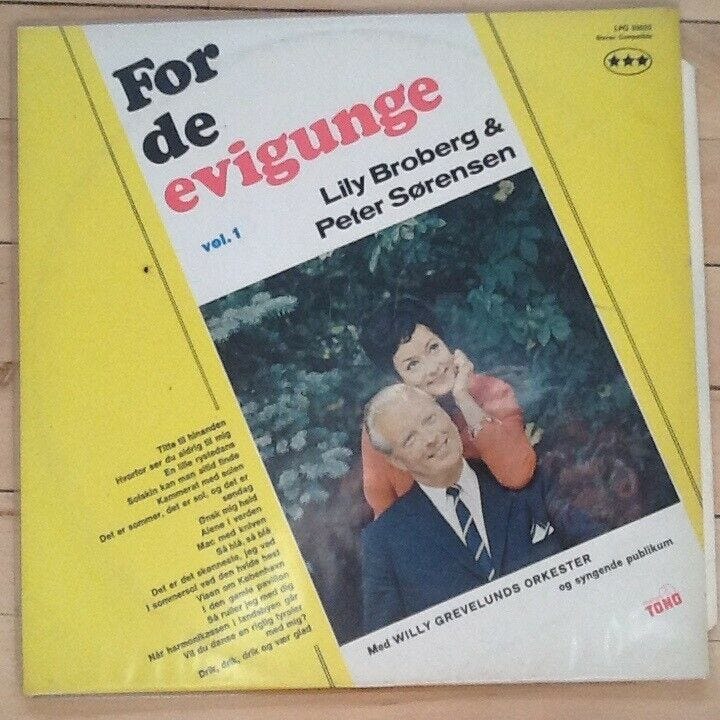 For
de
evigunge
Lily Broberg &
Peter Sørensen
vol. 1
Stereo Compatible
Titte til hinanden
Hvorfor ser du aldrig til mig
En lille rystedans
Solskin kan man altid finde
Kammerat med solen
Det er sommer, det er sol, og det er
søndag
Ønsk mig held
Alene i verden
Mac med kniven
Så blå, så blå
Det er det skønneste, jeg ved
I sommersol ved den hvide hest
Visen om København
I den gamle pavillon
Så ruller jeg med dig
Når harmonikaen i landsbyen går
Vil du danse en rigtig tyroler
med mig?
Drik, drik, drik og vær glad
Med WILLY GREVELUNDS ORKESTER
og syngende publikum
TONO